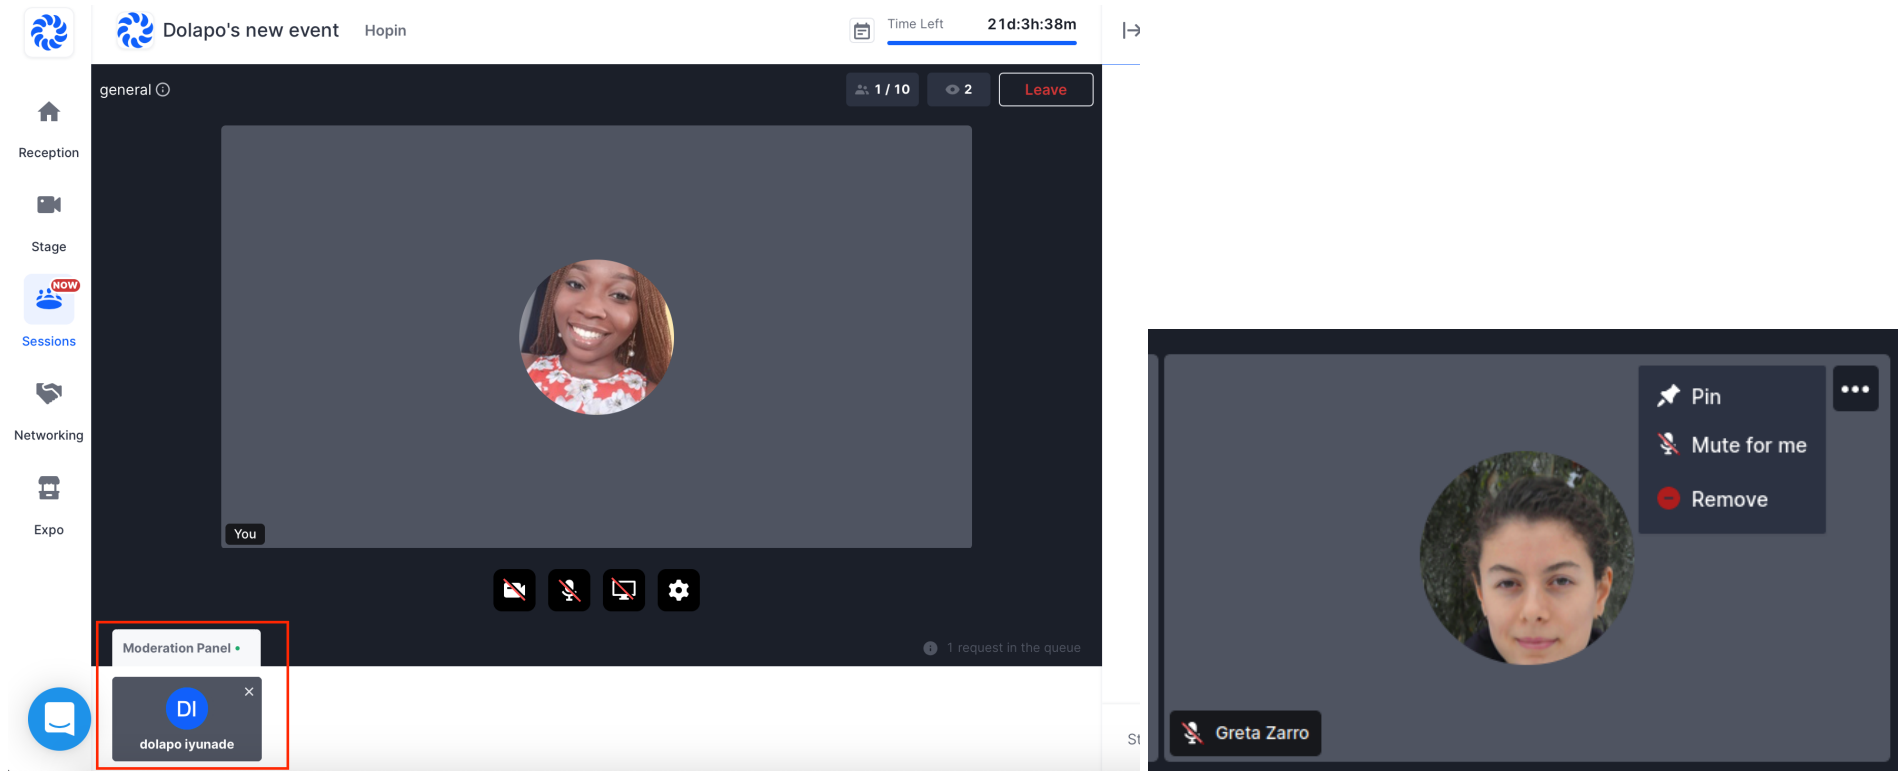 Dolapo's new event
Hopin
Time Left
21d:3h:38m
general
1 / 10
2
Leave
Reception
Stage
NOW
Sessions
Networking
Expo
You
Moderation Panel
1 request in the queue
DI
dolapo iyunade
St
Pin
Mute for me
Remove
Greta Zarro